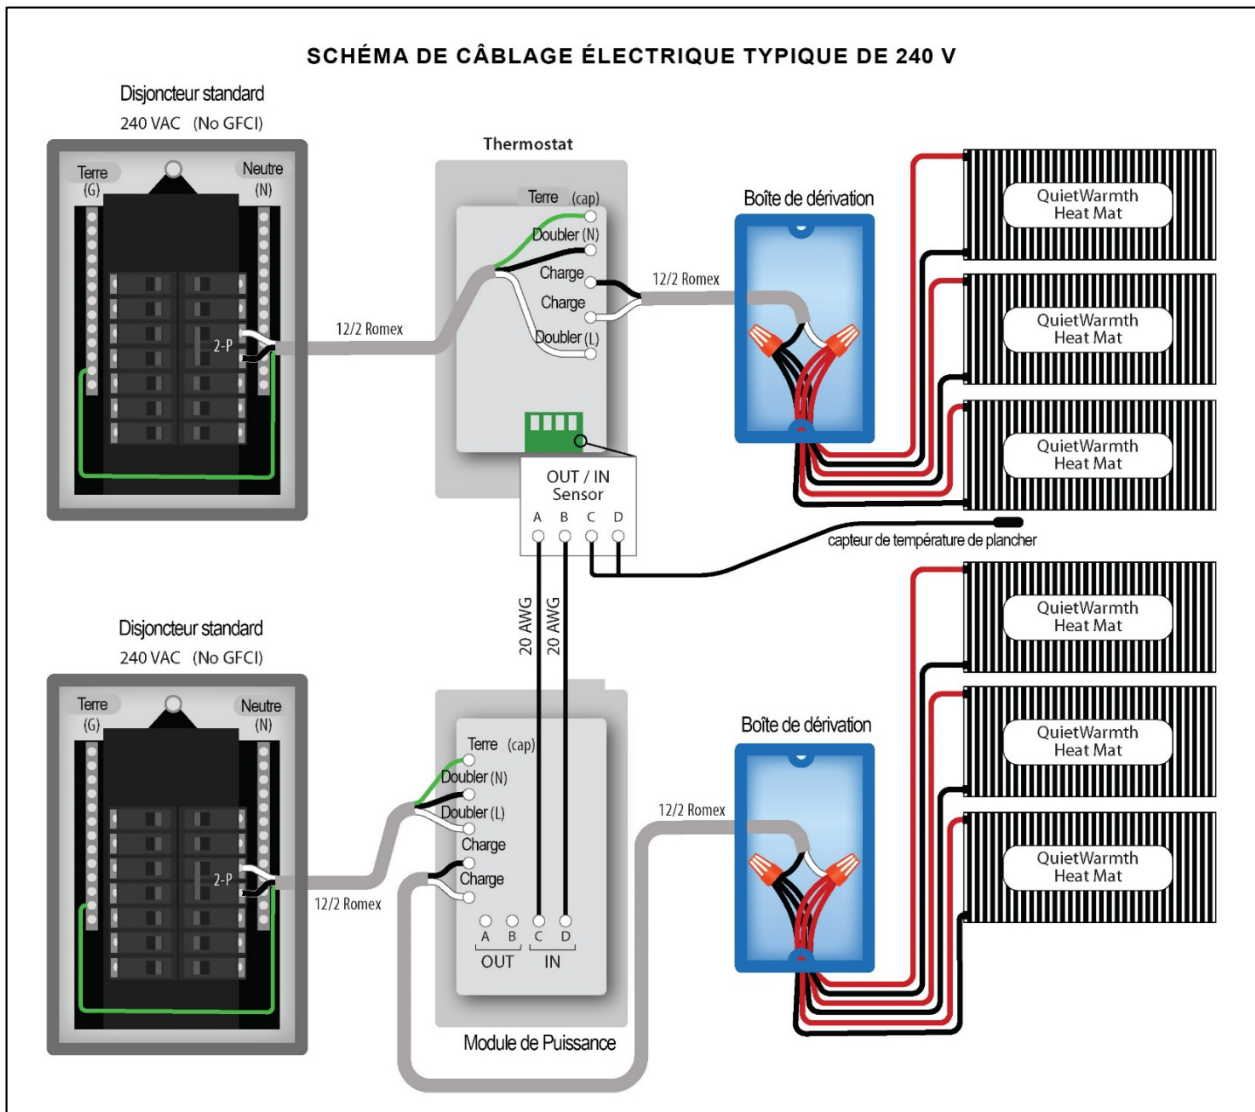 SCHÉMA DE CÂBLAGE ÉLECTRIQUE TYPIQUE DE 240 V
Disjoncteur standard
240 VAC (No GFCI)
Terre
(G)
Neutre
(N)
2-P
12/2 Romex
Thermostat
Terre (cap)
Doubler (N)
Charge
Charge
Doubler (L)
12/2 Romex
OUT / IN
Sensor
A B C D
Boîte de dérivation
QuietWarmth
Heat Mat
QuietWarmth
Heat Mat
QuietWarmth
Heat Mat
capteur de température de plancher
20 AWG
20 AWG
Disjoncteur standard
240 VAC (No GFCI)
Terre
(G)
Neutre
(N)
2-P
12/2 Romex
Terre (cap)
Doubler (N)
Doubler (L)
Charge
Charge
A B C D
OUT IN
Module de Puissance
12/2 Romex
Boîte de dérivation
QuietWarmth
Heat Mat
QuietWarmth
Heat Mat
QuietWarmth
Heat Mat